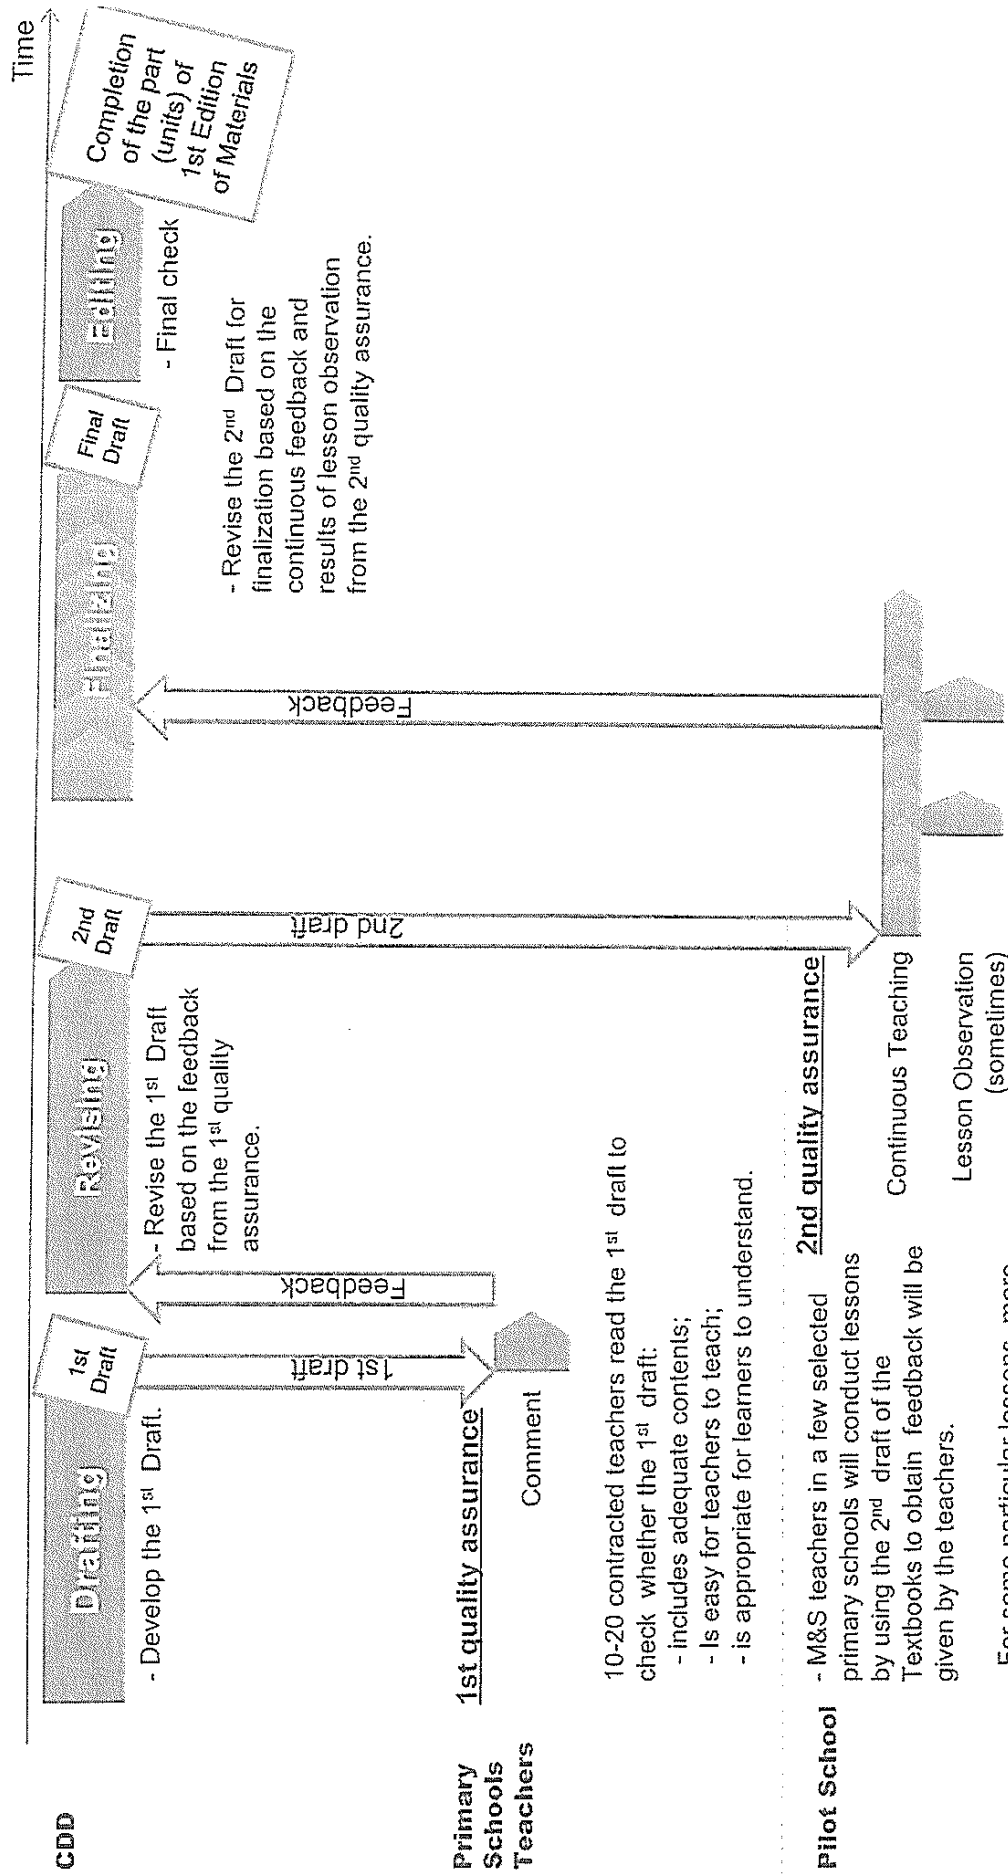 Time
CDD
Drafting
1st
Draft
Revising
2nd
Draft
Finalizing
Final
Draft
Editing
Completion
of the part
(units) of
1st Edition
of Materials
- Develop the 1st Draft.
- Revise the 1st Draft
based on the feedback
from the 1st quality
assurance.
- Revise the 2nd Draft for
finalization based on the
continuous feedback and
results of lesson observation
from the 2nd quality assurance.
- Final check
1st draft
Feedback
2nd draft
Feedback
Primary
Schools
Teachers
1st quality assurance
Comment
10-20 contracted teachers read the 1st draft to
check whether the 1st draft:
- includes adequate contents;
- Is easy for teachers to teach;
- is appropriate for learners to understand.
Pilot School
- M&S teachers in a few selected
primary schools will conduct lessons
by using the 2nd draft of the
Textbooks to obtain feedback will be
given by the teachers.
2nd quality assurance
Continuous Teaching
Lesson Observation
(sometimes)
For some particular lessons, more